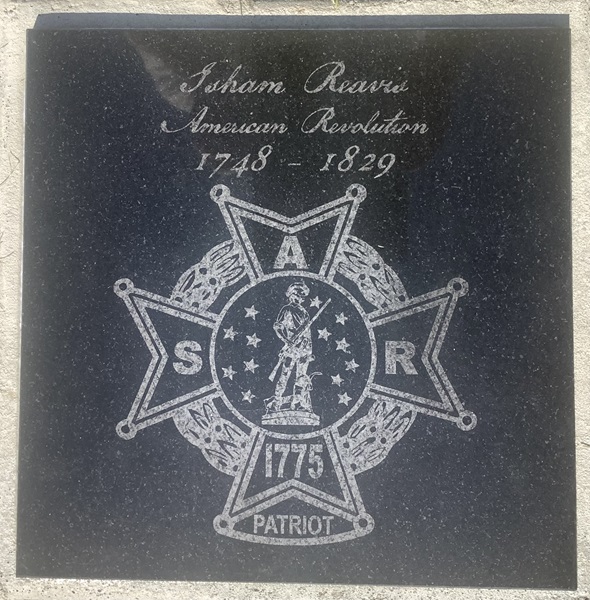 Isham Reavis
American Revolution
1748 - 1829
A
S R
1775
PATRIOT